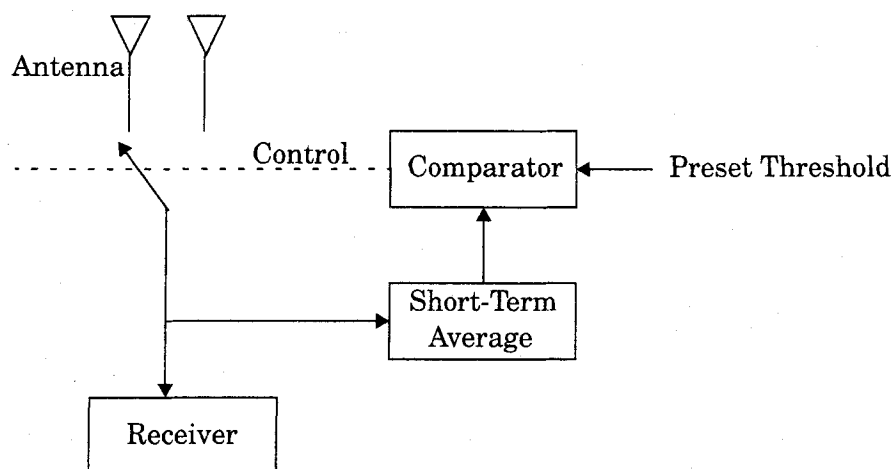 Antenna
Control
Comparator
Preset Threshold
Short-Term
Average
Receiver